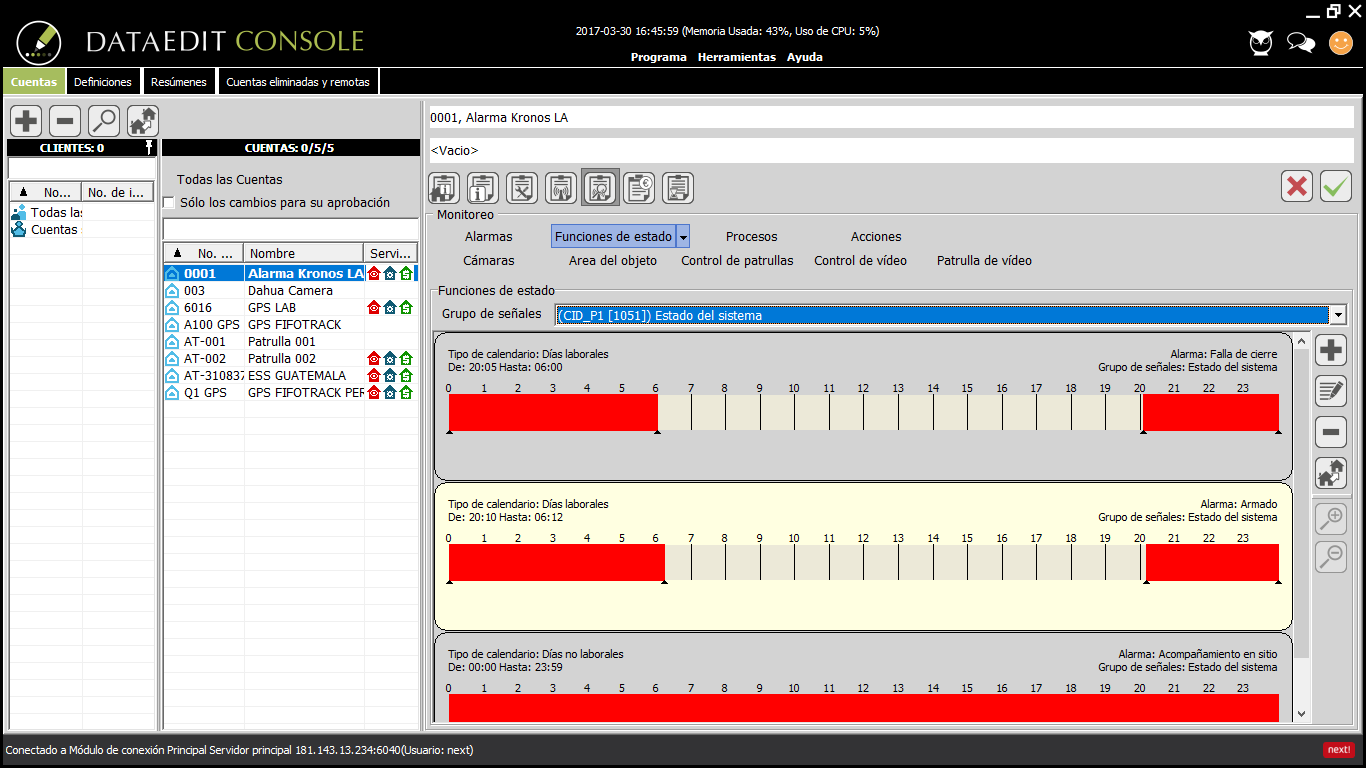 DATAEDIT CONSOLE
2017-03-30 16:45:59 (Memoria Usada: 43%, Uso de CPU: 5%)
Programa Herramientas Ayuda
Cuentas Definiciones Resúmenes Cuentas eliminadas y remotas
CLIENTES: 0
▲ No... No. de i...
Todas las
Cuentas
CUENTAS: 0/5/5
Todas las Cuentas
Sólo los cambios para su aprobación
▲ No. ... Nombre Servi...
0001 Alarma Kronos LA
003 Dahua Camera
6016 GPS LAB
A100 GPS GPS FIFOTRACK
AT-001 Patrulla 001
AT-002 Patrulla 002
AT-310837 ESS GUATEMALA
Q1 GPS GPS FIFOTRACK PER
0001, Alarma Kronos LA
<Vacio>
Monitoreo
Alarmas Funciones de estado Procesos Acciones
Cámaras Area del objeto Control de patrullas Control de vídeo Patrulla de vídeo
Funciones de estado
Grupo de señales (CID_P1 [1051]) Estado del sistema
Tipo de calendario: Días laborales Alarma: Falla de cierre
De: 20:05 Hasta: 06:00 Grupo de señales: Estado del sistema
0 1 2 3 4 5 6 7 8 9 10 11 12 13 14 15 16 17 18 19 20 21 22 23
Tipo de calendario: Días laborales Alarma: Armado
De: 20:10 Hasta: 06:12 Grupo de señales: Estado del sistema
0 1 2 3 4 5 6 7 8 9 10 11 12 13 14 15 16 17 18 19 20 21 22 23
Tipo de calendario: Días no laborales Alarma: Acompañamiento en sitio
De: 00:00 Hasta: 23:59 Grupo de señales: Estado del sistema
0 1 2 3 4 5 6 7 8 9 10 11 12 13 14 15 16 17 18 19 20 21 22 23
Conectado a Módulo de conexión Principal Servidor principal 181.143.13.234:6040(Usuario: next)
next!